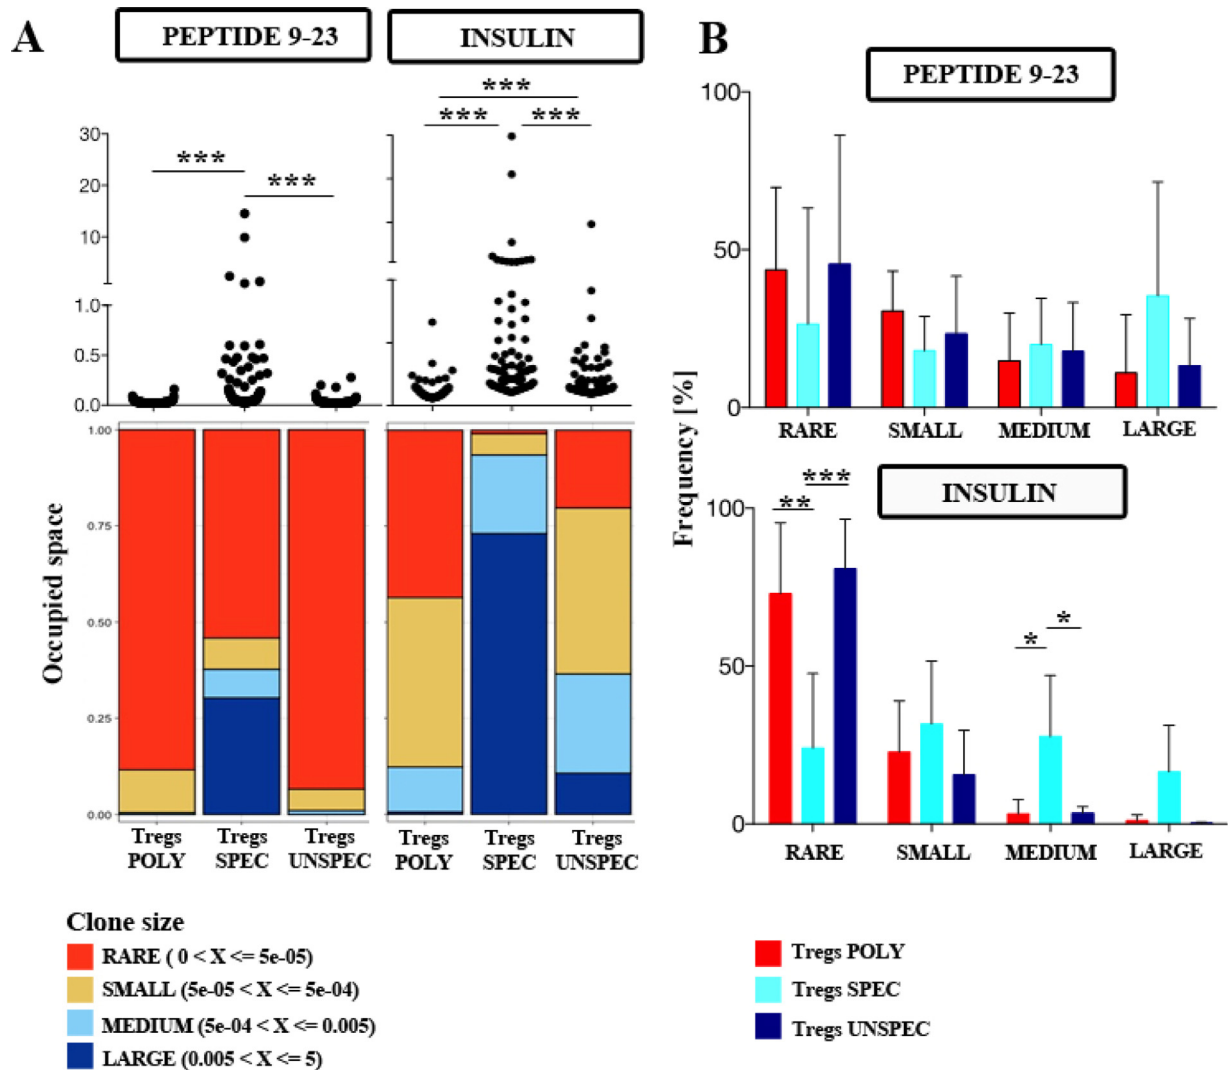 A
PEPTIDE 9-23
INSULIN
***
***
***
***
***
30
20
10
1.0
0.5
0.0
Occupied space
1.00
0.75
0.50
0.25
0.00
Tregs
POLY
Tregs
SPEC
Tregs
UNSPEC
Tregs
POLY
Tregs
SPEC
Tregs
UNSPEC
Clone size
RARE ( 0 < X <= 5e-05)
SMALL (5e-05 < X <= 5e-04)
MEDIUM (5e-04 < X <= 0.005)
LARGE (0.005 < X <= 5)
B
PEPTIDE 9-23
Frequency [%]
100
50
0
RARE
SMALL
MEDIUM
LARGE
INSULIN
***
**
*
*
100
50
0
RARE
SMALL
MEDIUM
LARGE
Tregs POLY
Tregs SPEC
Tregs UNSPEC